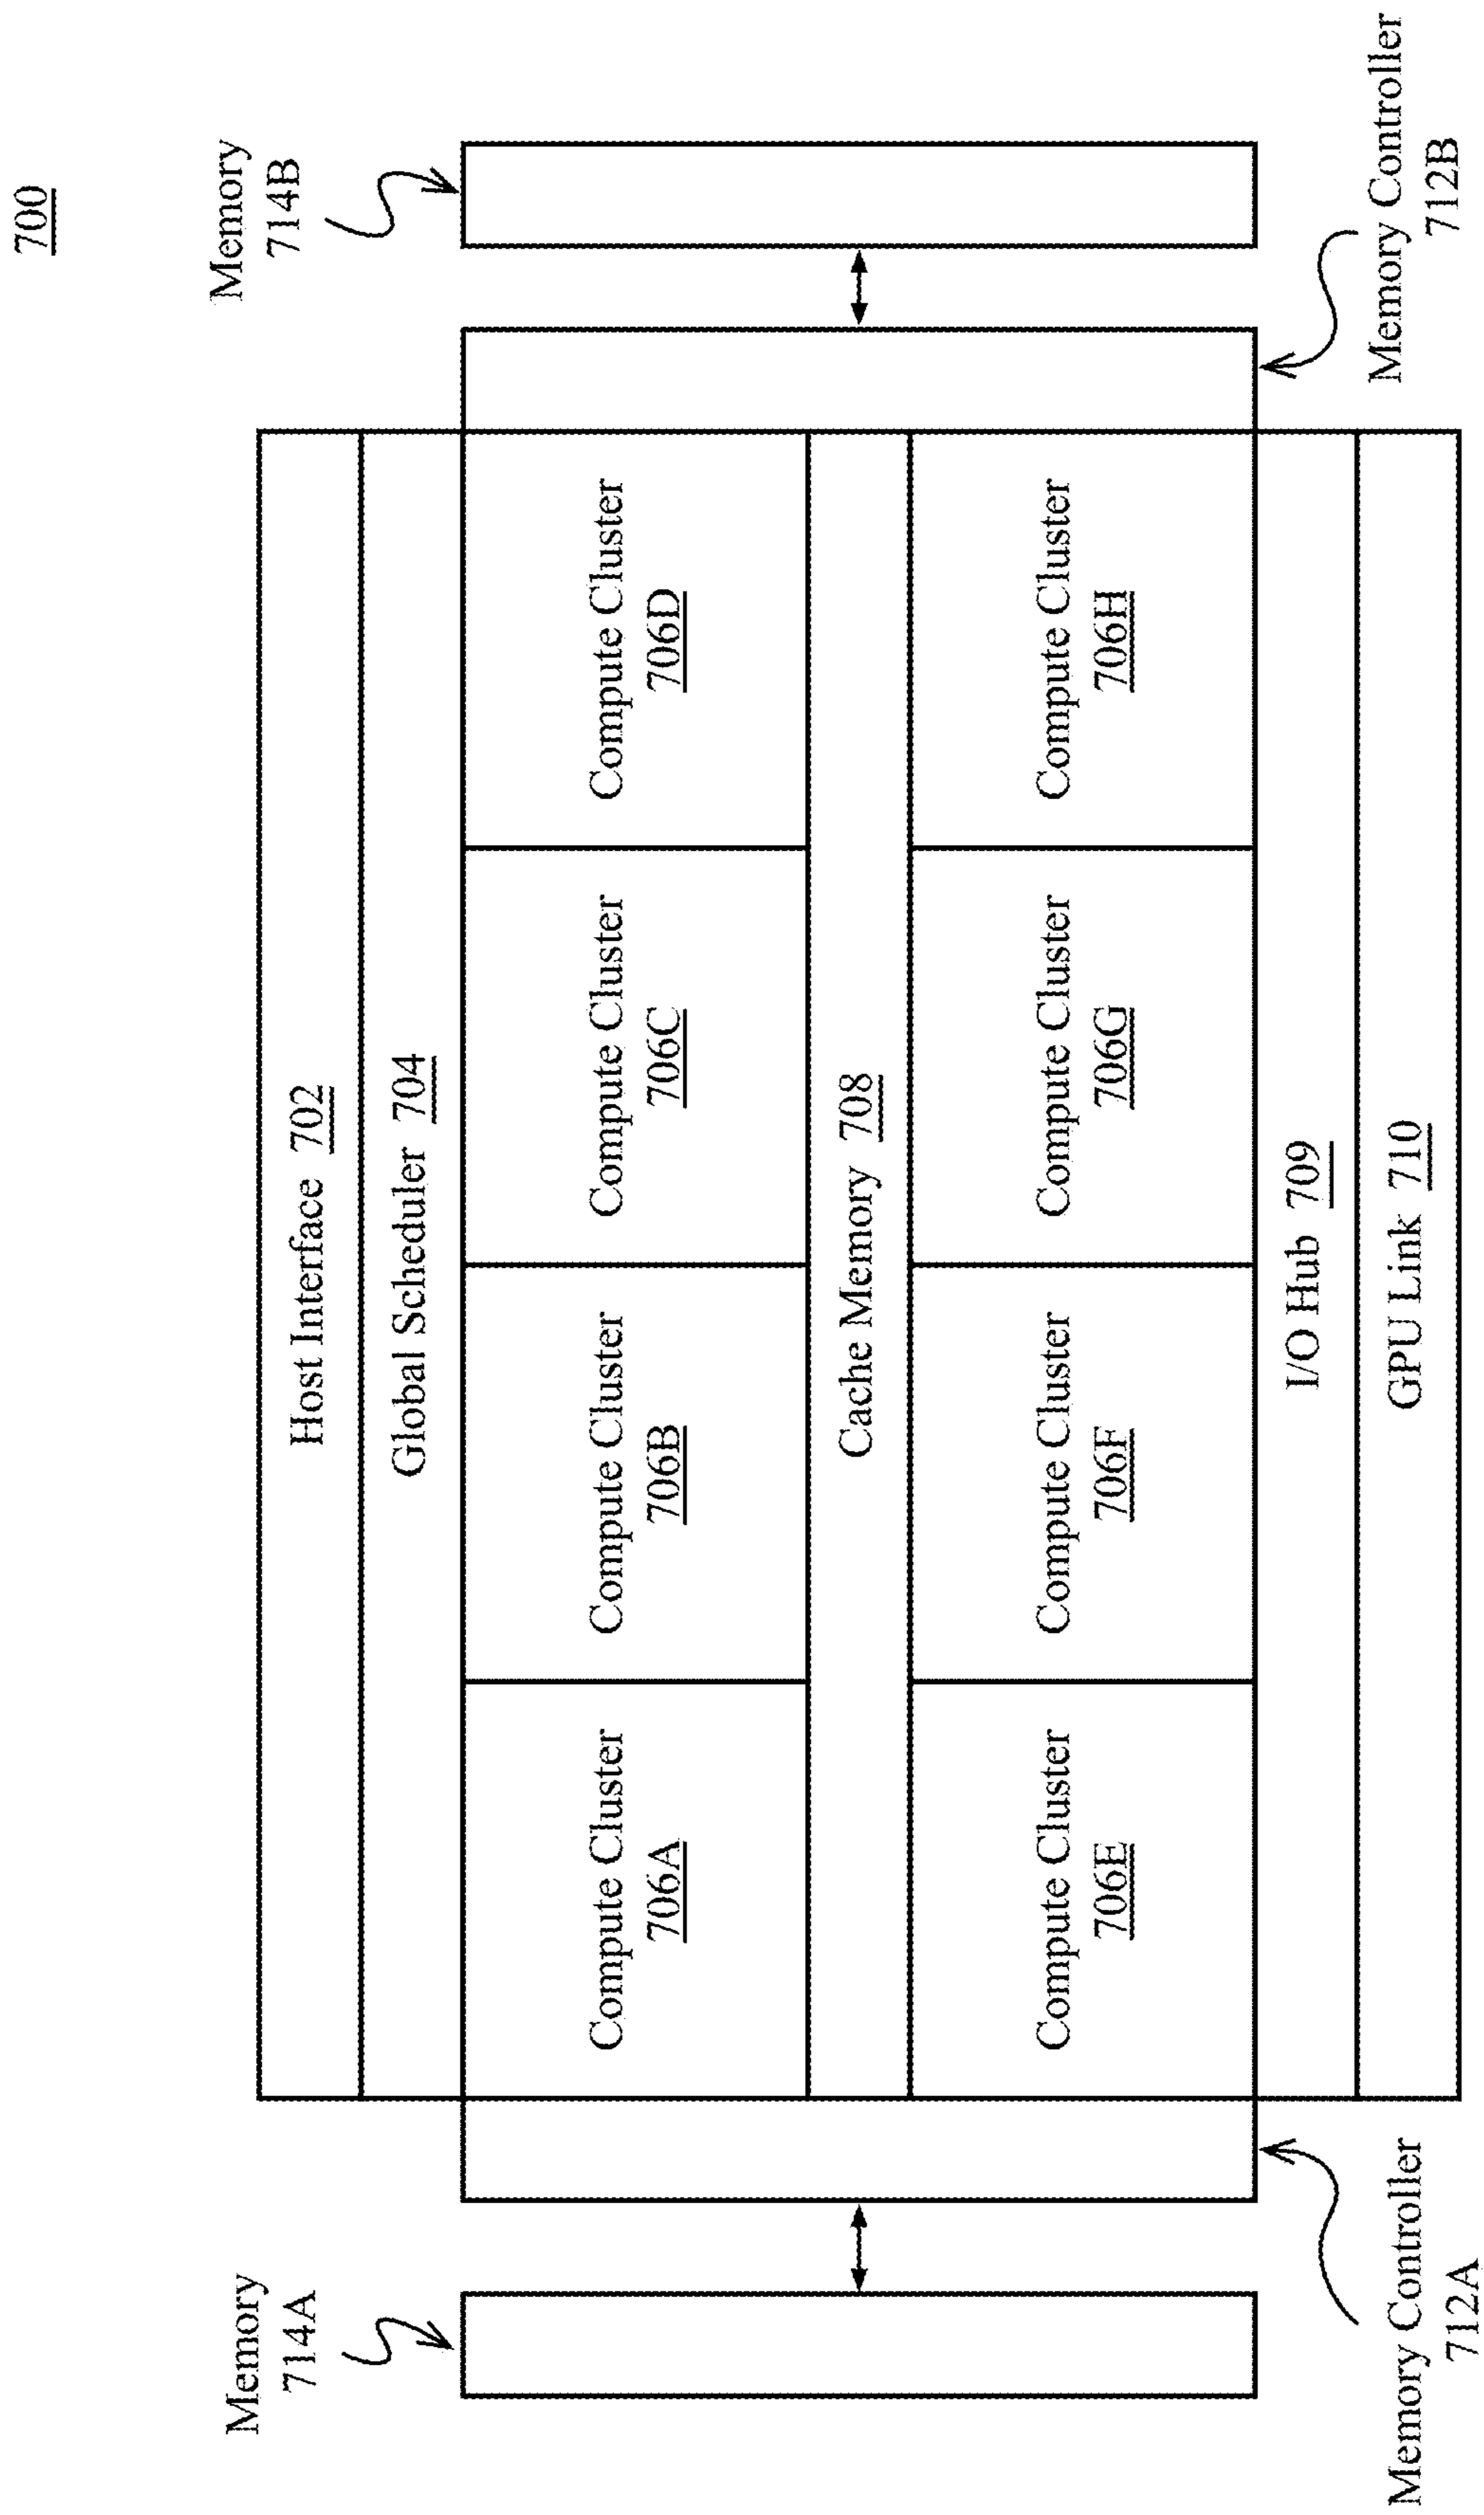 700
Memory
714A
Memory
714B
Host Interface 702
Global Scheduler 704
Compute Cluster
706A
Compute Cluster
706B
Compute Cluster
706C
Compute Cluster
706D
Cache Memory 708
Compute Cluster
706E
Compute Cluster
706F
Compute Cluster
706G
Compute Cluster
706H
I/O Hub 709
GPU Link 710
Memory Controller
712A
Memory Controller
712B